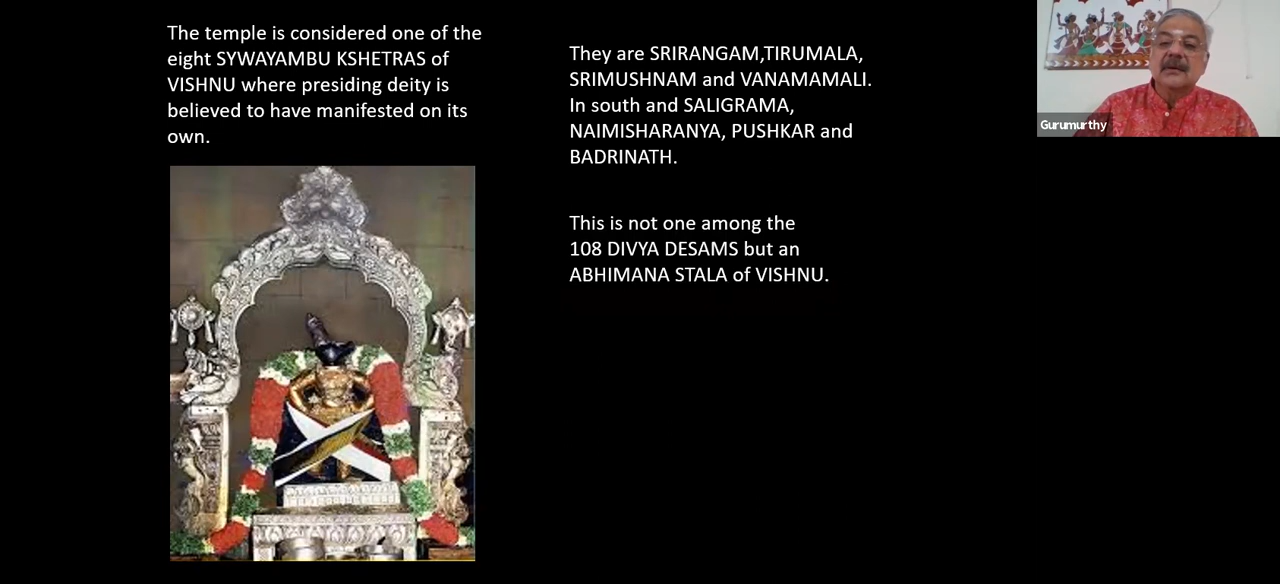 The temple is considered one of the
eight SYWAYAMBU KSHETRAS of
VISHNU where presiding deity is
believed to have manifested on its
own.
They are SRIRANGAM,TIRUMALA,
SRIMUSHNAM and VANAMAMALI.
In south and SALIGRAMA,
NAIMISHARANYA, PUSHKAR and
BADRINATH.
This is not one among the
108 DIVYA DESAMS but an
ABHIMANA STALA of VISHNU.
Gurumurthy